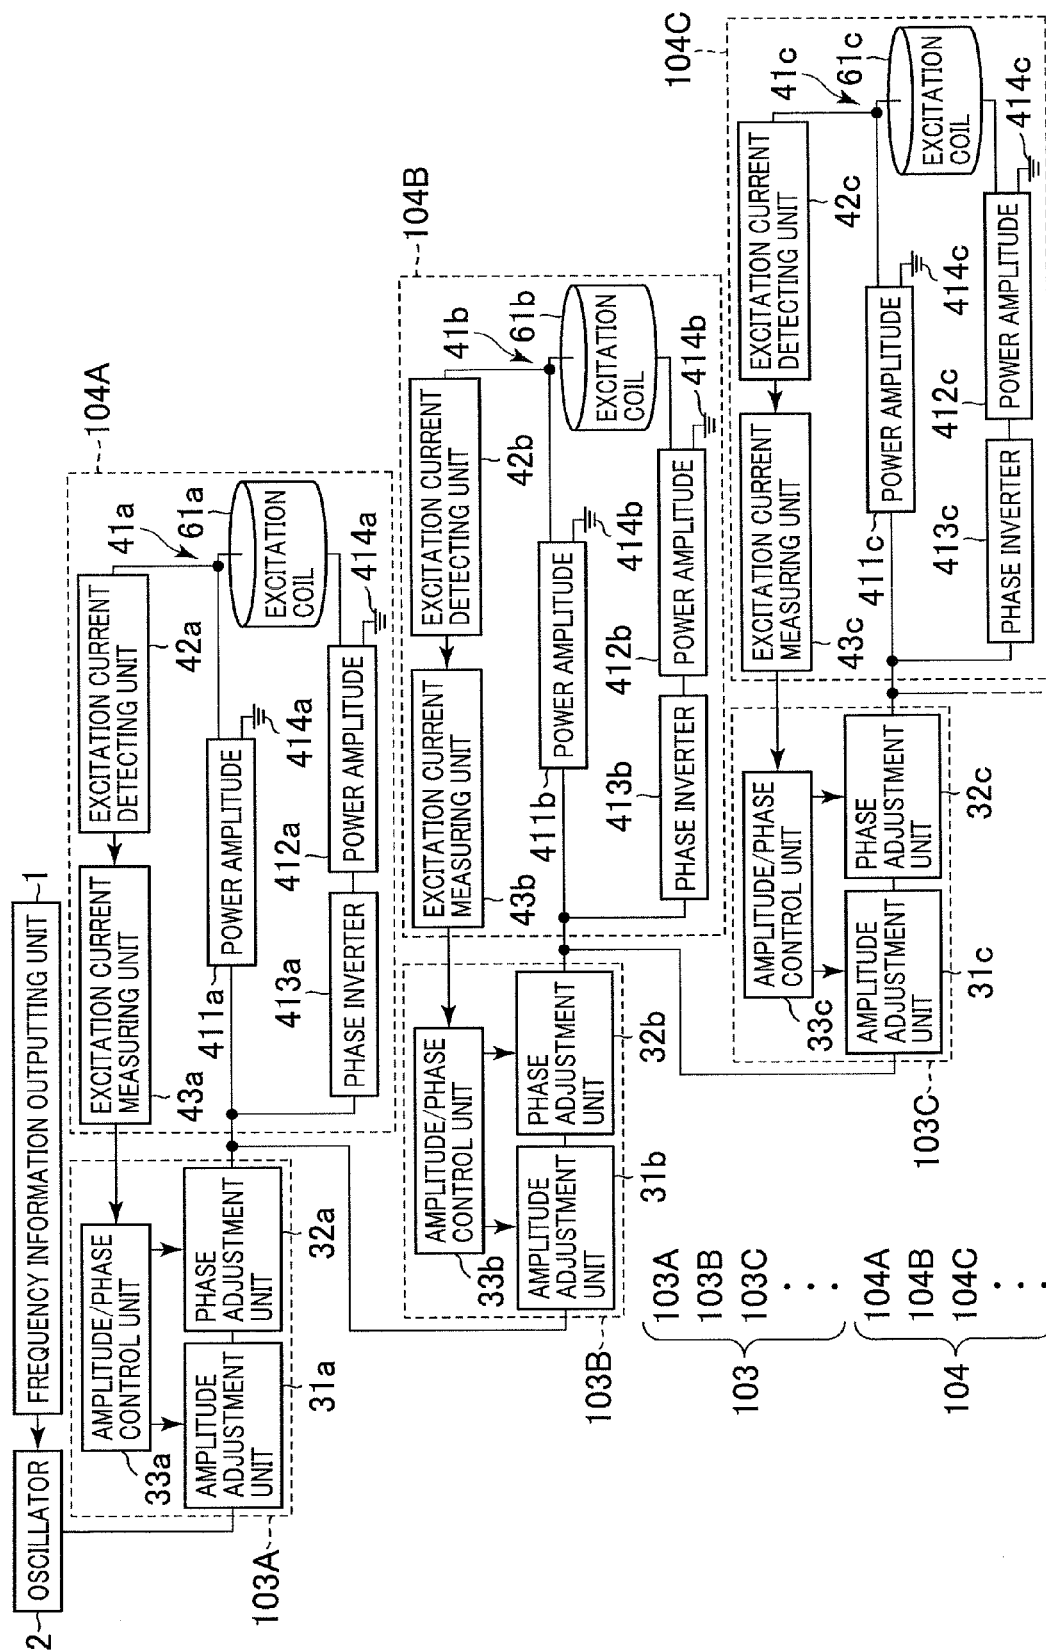 1
FREQUENCY INFORMATION OUTPUTTING UNIT
2
OSCILLATOR
104A
EXCITATION CURRENT
DETECTING UNIT
42a
EXCITATION CURRENT
MEASURING UNIT
43a
41a
61a
EXCITATION
COIL
POWER AMPLITUDE
411a
414a
POWER AMPLITUDE
412a
414a
PHASE INVERTER
413a
AMPLITUDE/PHASE
CONTROL UNIT
33a
PHASE
ADJUSTMENT
UNIT
32a
AMPLITUDE
ADJUSTMENT
UNIT
31a
103A
104B
EXCITATION CURRENT
DETECTING UNIT
42b
EXCITATION CURRENT
MEASURING UNIT
43b
41b
61b
EXCITATION
COIL
POWER AMPLITUDE
411b
414b
POWER AMPLITUDE
412b
414b
PHASE INVERTER
413b
AMPLITUDE/PHASE
CONTROL UNIT
33b
PHASE
ADJUSTMENT
UNIT
32b
AMPLITUDE
ADJUSTMENT
UNIT
31b
103B
104C
EXCITATION CURRENT
DETECTING UNIT
42c
EXCITATION CURRENT
MEASURING UNIT
43c
41c
61c
EXCITATION
COIL
POWER AMPLITUDE
411c
414c
POWER AMPLITUDE
412c
414c
PHASE INVERTER
413c
AMPLITUDE/PHASE
CONTROL UNIT
33c
PHASE
ADJUSTMENT
UNIT
32c
AMPLITUDE
ADJUSTMENT
UNIT
31c
103C
103
103A
103B
103C
...
104
104A
104B
104C
...